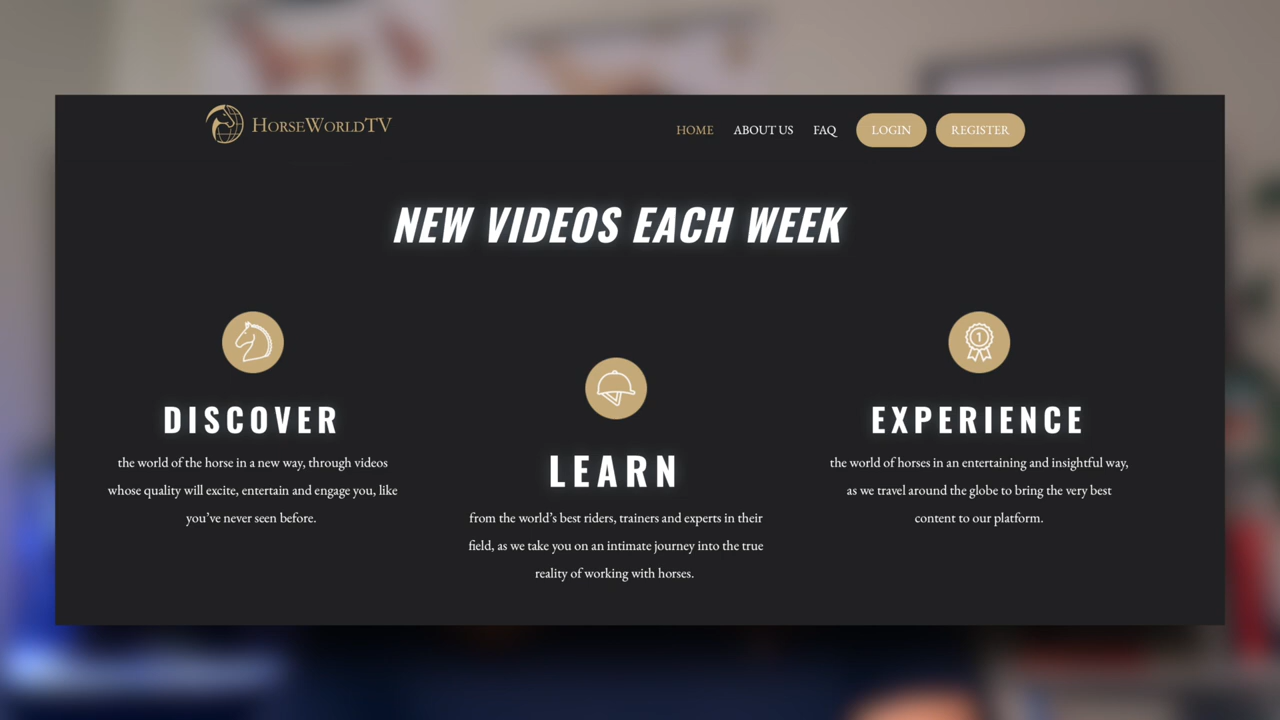 HorseWorldTV
HOME ABOUT US FAQ LOGIN REGISTER
NEW VIDEOS EACH WEEK
DISCOVER
the world of the horse in a new way, through videos
whose quality will excite, entertain and engage you, like
you’ve never seen before.
LEARN
from the world’s best riders, trainers and experts in their
field, as we take you on an intimate journey into the true
reality of working with horses.
1
EXPERIENCE
the world of horses in an entertaining and insightful way,
as we travel around the globe to bring the very best
content to our platform.